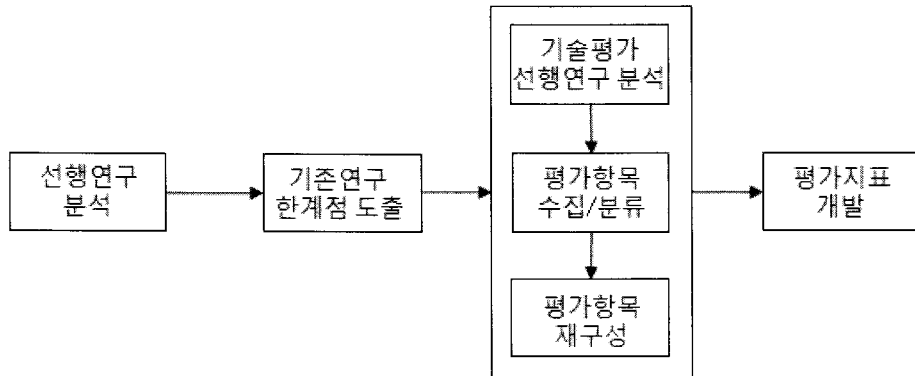 선행연구
분석
기존연구
한계점 도출
기술평가
선행연구 분석
평가항목
수집/분류
평가항목
재구성
평가지표
개발